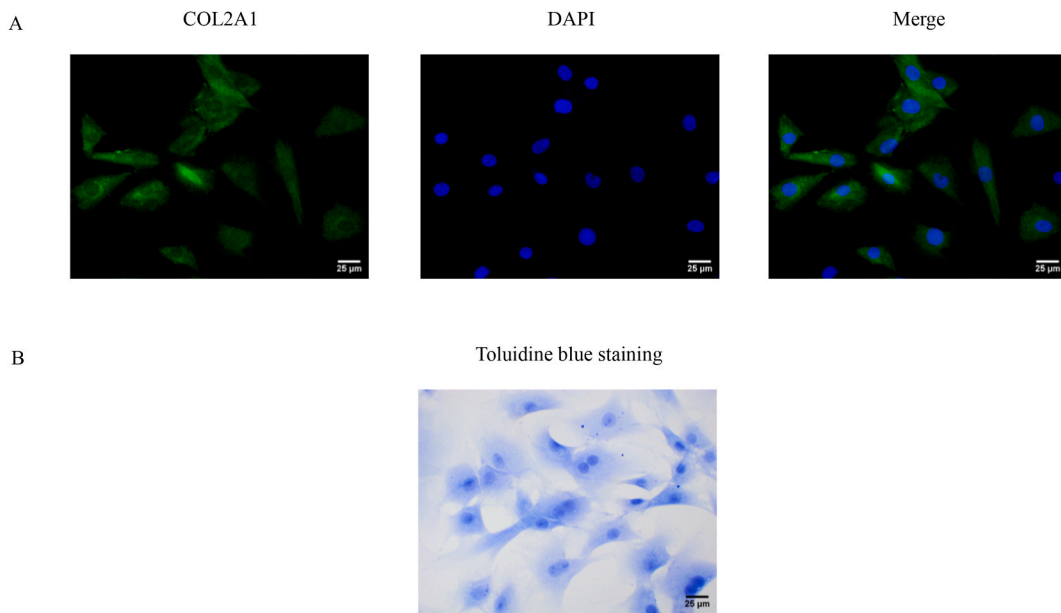 A
COL2A1
DAPI
Merge
25 μm
25 μm
25 μm
B
Toluidine blue staining
25 μm